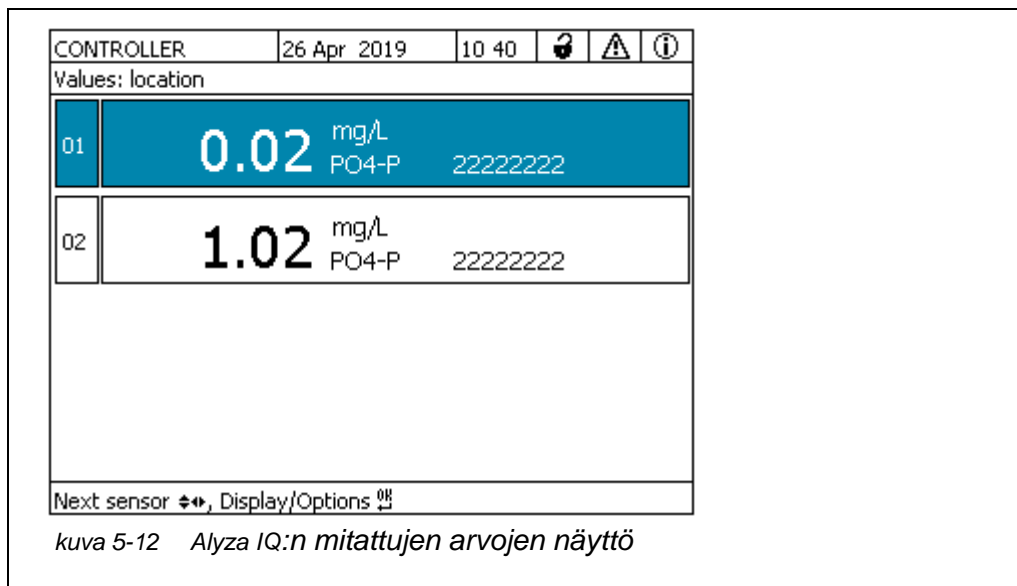 CONTROLLER 26 Apr 2019 10 40
Values: location
01 0.02 mg/L PO4-P 22222222
02 1.02 mg/L PO4-P 22222222
Next sensor, Display/Options OK
kuva 5-12 Alyza IQ:n mitattujen arvojen näyttö